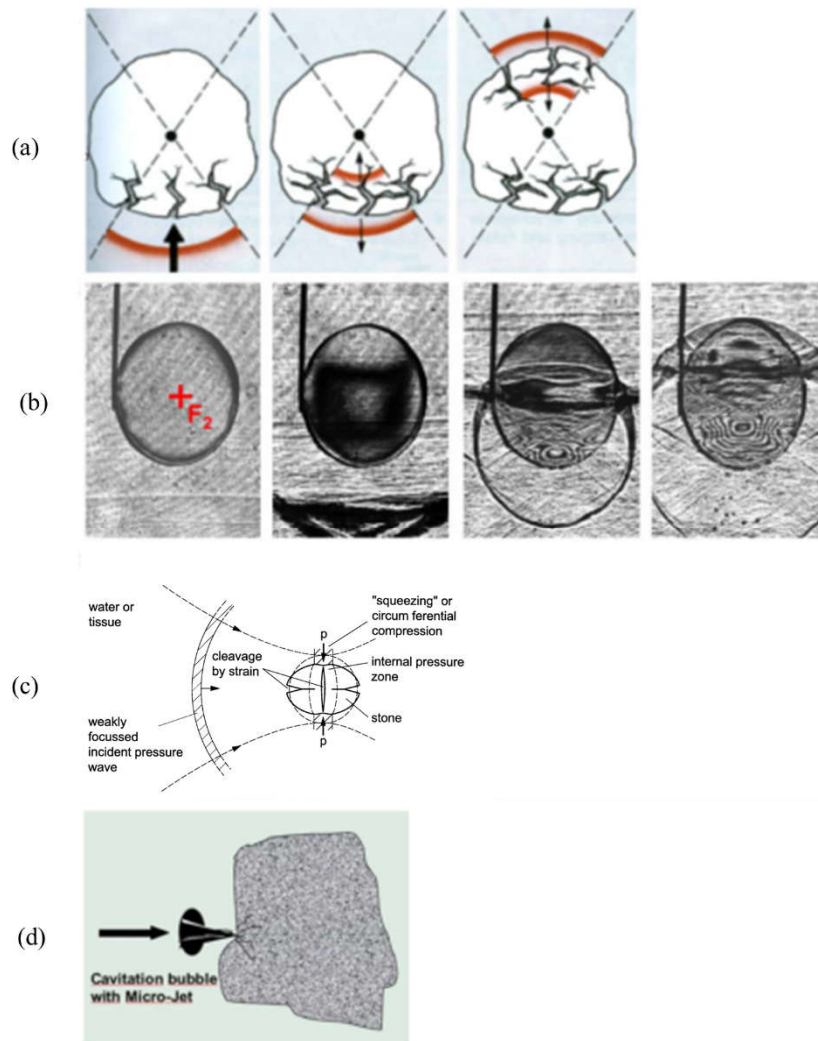 (a)
(b)
F2
(c)
water or
tissue
"squeezing" or
circum ferential
compression
p
cleavage
by strain
internal pressure
zone
stone
weakly
focussed
incident pressure
wave
p
(d)
Cavitation bubble
with Micro-Jet